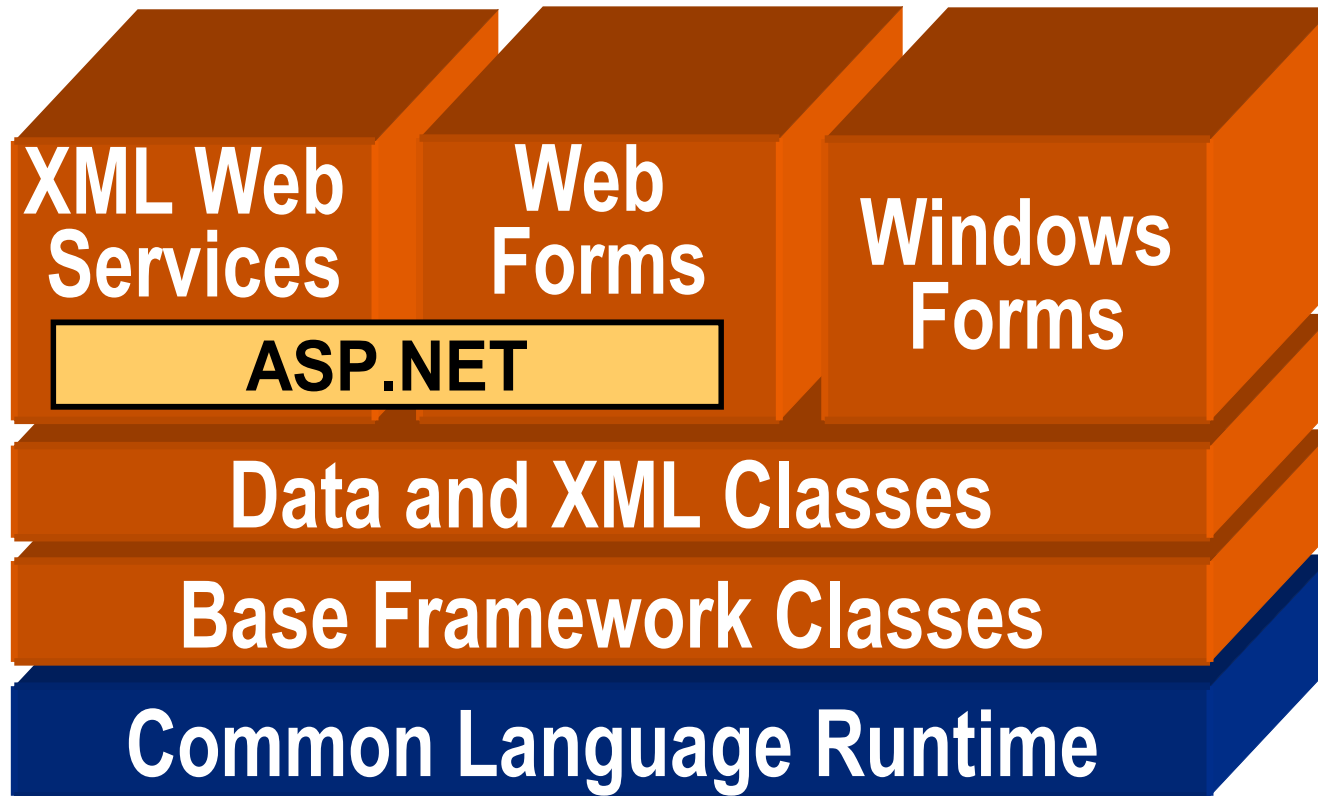 XML Web
Services
Web
Forms
Windows
Forms
ASP.NET
Data and XML Classes
Base Framework Classes
Common Language Runtime